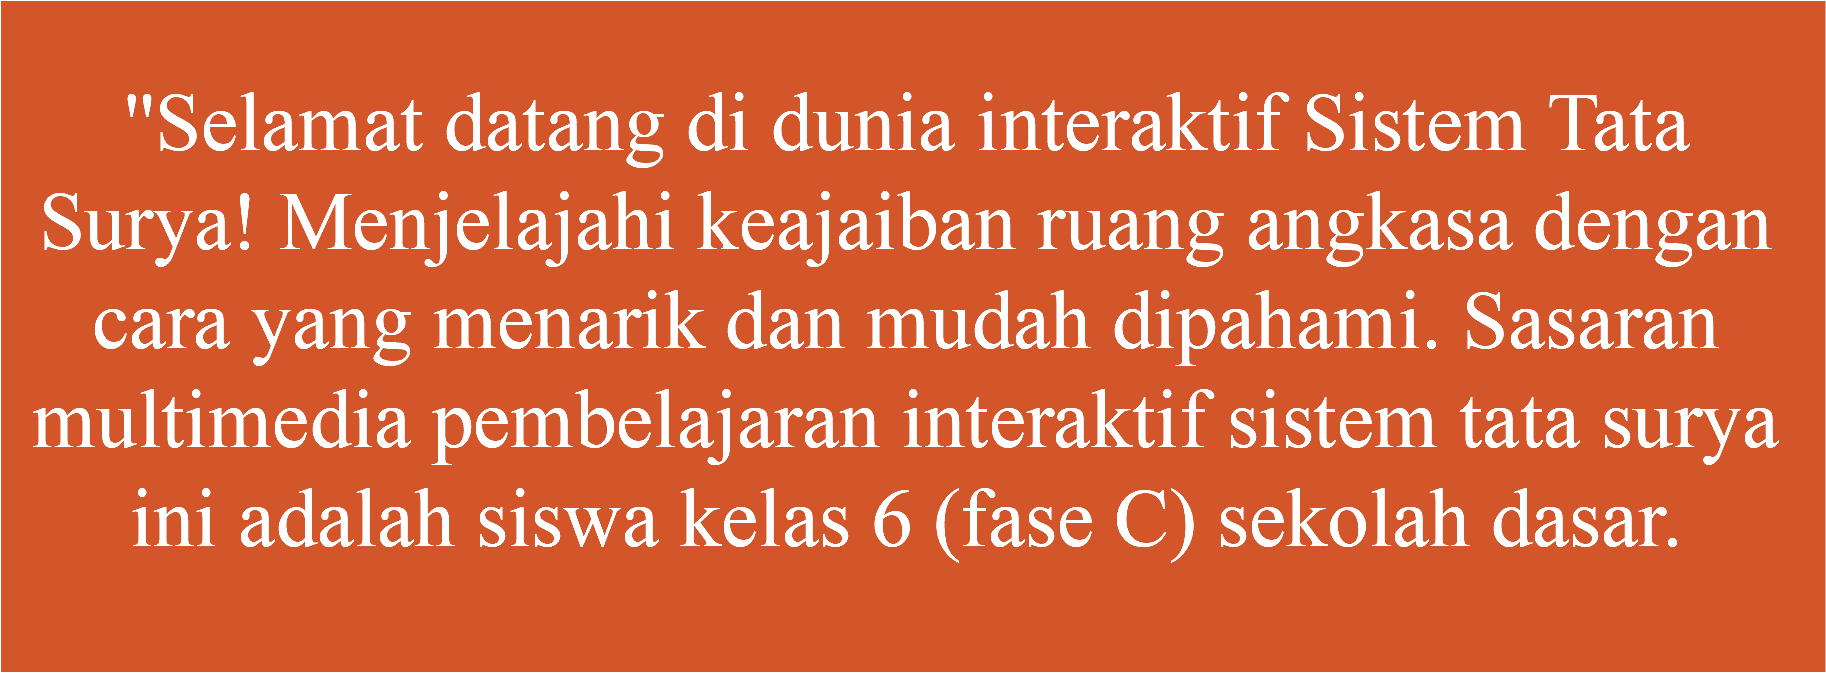 "Selamat datang di dunia interaktif Sistem Tata
Surya! Menjelajahi keajaiban ruang angkasa dengan
cara yang menarik dan mudah dipahami. Sasaran
multimedia pembelajaran interaktif sistem tata surya
ini adalah siswa kelas 6 (fase C) sekolah dasar.